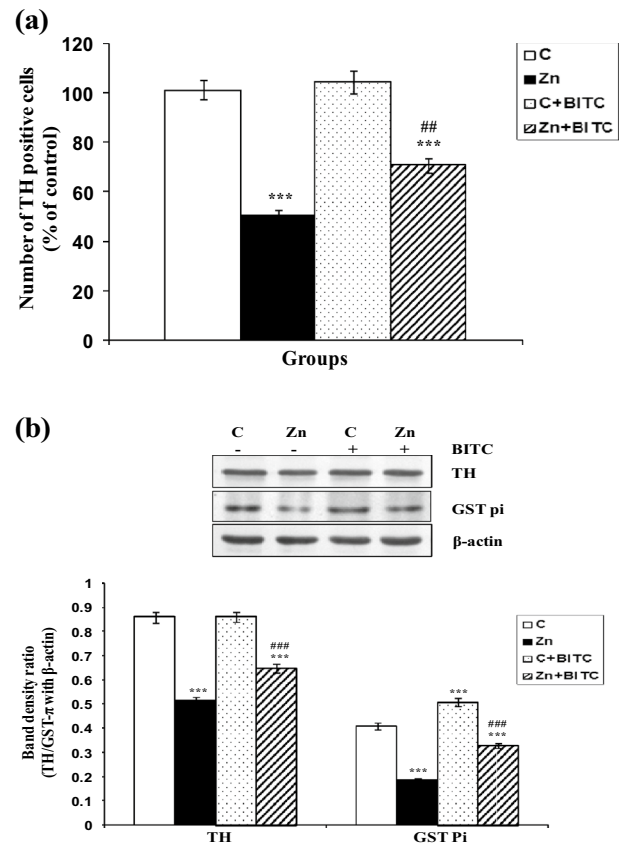 (a)
120
100
80
60
40
20
0
Number of TH positive cells
(% of control)
***
##
***
Groups
C
Zn
C+BITC
Zn+BITC
(b)
C Zn C Zn
- - + + BITC
TH
GST pi
β-actin
1
0.9
0.8
0.7
0.6
0.5
0.4
0.3
0.2
0.1
0
Band density ratio
(TH/GST-π with β-actin)
***
###
***
***
***
###
***
TH GST Pi
C
Zn
C+BITC
Zn+BITC